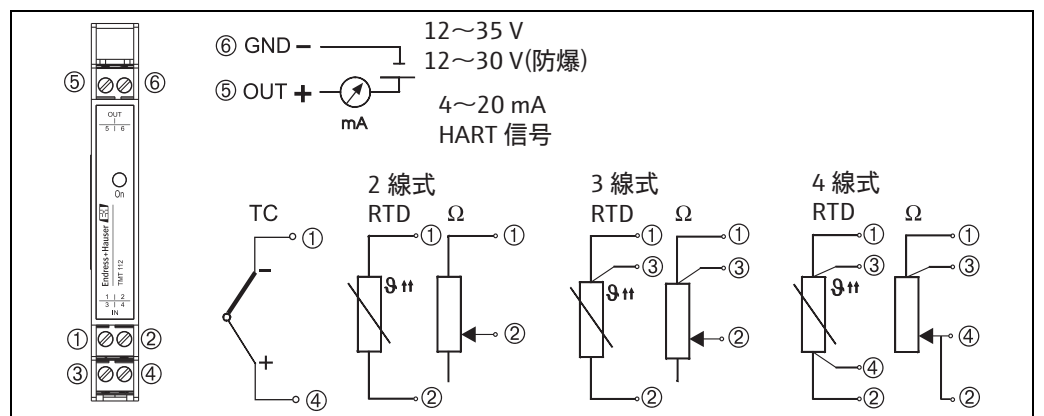 ⑤ ⑥
OUT
5 6
On
Endress+Hauser EH
TMT 112
1 2
3 4
IN
① ②
③ ④
⑥ GND −
⑤ OUT +
mA
12～35 V
12～30 V(防爆)
4～20 mA
HART 信号
TC
①
−
+
④
2 線式
RTD Ω
① ①
ϑ
②
②
3 線式
RTD Ω
① ①
③ ③
ϑ
②
② ②
4 線式
RTD Ω
① ①
③ ③
ϑ
④
④
② ②